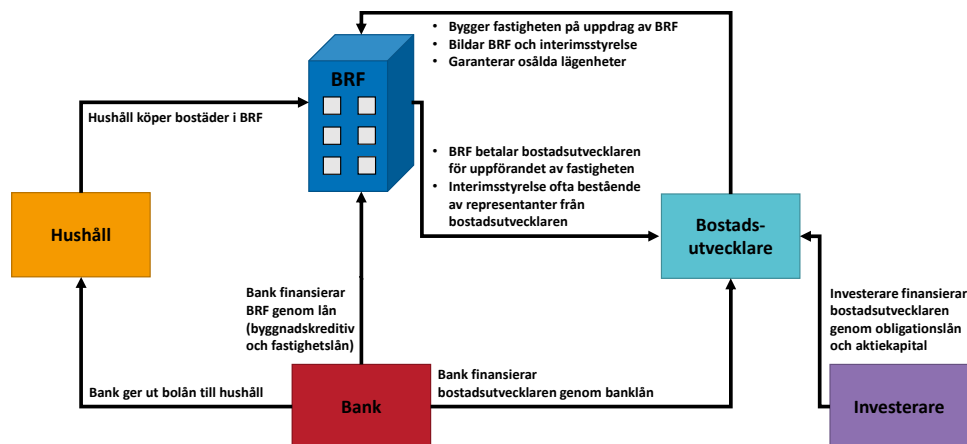 • Bygger fastigheten på uppdrag av BRF
• Bildar BRF och interimsstyrelse
• Garanterar osålda lägenheter
BRF
Hushåll köper bostäder i BRF
• BRF betalar bostadsutvecklaren
för uppförandet av fastigheten
• Interimsstyrelse ofta bestående
av representanter från
bostadsutvecklaren
Hushåll
Bostads-
utvecklare
Bank finansierar
BRF genom lån
(byggnadskreditiv
och fastighetslån)
Investerare finansierar
bostadsutvecklaren
genom obligationslån
och aktiekapital
Bank ger ut bolån till hushåll
Bank
Bank finansierar
bostadsutvecklaren genom banklån
Investerare